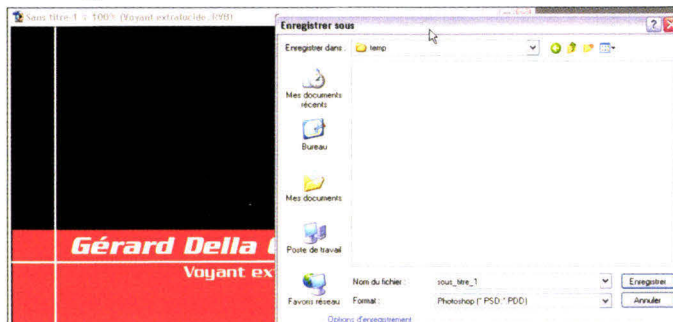 Sans titre-1 @ 100% (Voyant extralucide, RVB)
Enregistrer sous
Enregistrer dans :
temp
Mes documents
récents
Bureau
Mes documents
Poste de travail
Gérard Della
Voyant ex
Favoris réseau
Nom du fichier :
sous_titre_1
Enregistrer
Format :
Photoshop (*.PSD;*.PDD)
Annuler
Options d'enregistrement